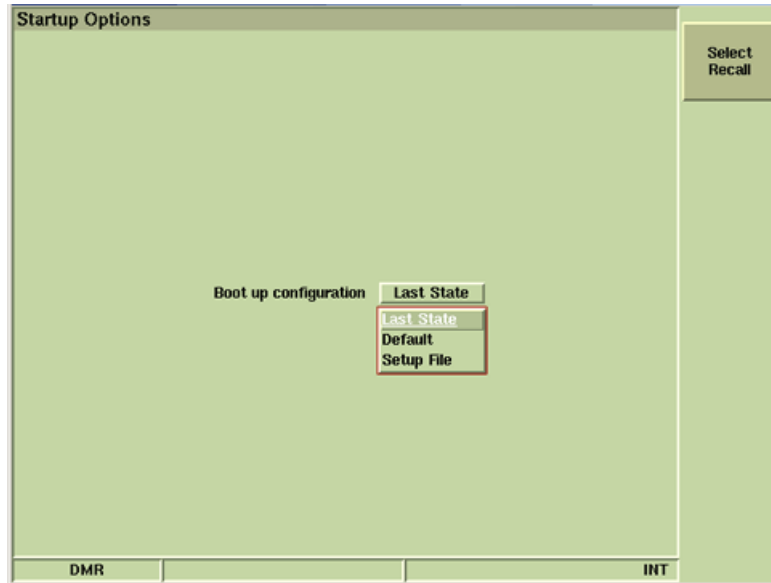 Startup Options
Select
Recall
Boot up configuration Last State
Last State
Default
Setup File
DMR INT